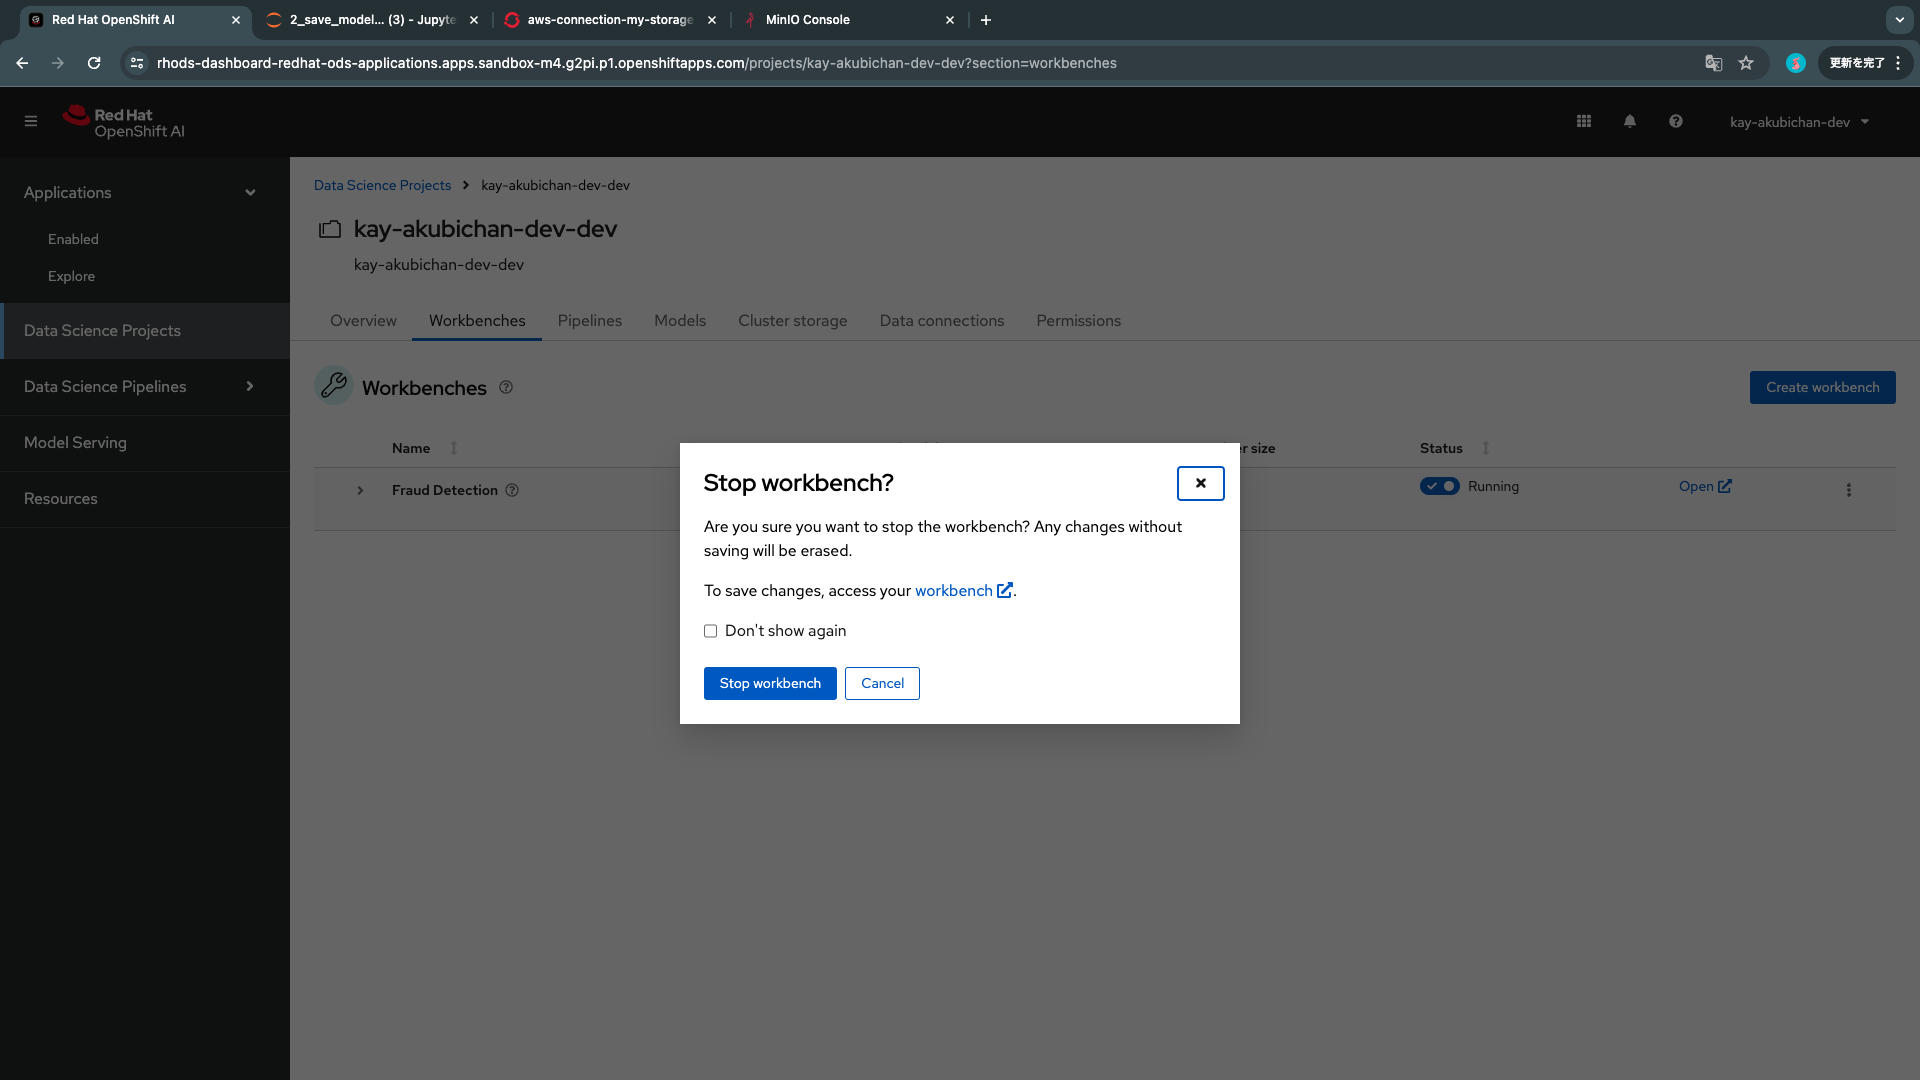 Red Hat OpenShift AI
2_save_model... (3) - Jupyte
aws-connection-my-storage
MinIO Console
rhods-dashboard-redhat-ods-applications.apps.sandbox-m4.g2pi.p1.openshiftapps.com/projects/kay-akubichan-dev-dev?section=workbenches
更新を完了
Red Hat
OpenShift AI
kay-akubichan-dev
Applications
Enabled
Explore
Data Science Projects
Data Science Pipelines
Model Serving
Resources
Data Science Projects > kay-akubichan-dev-dev
kay-akubichan-dev-dev
kay-akubichan-dev-dev
Overview Workbenches Pipelines Models Cluster storage Data connections Permissions
Workbenches
Create workbench
Name er size Status
Fraud Detection Running Open
Stop workbench?
Are you sure you want to stop the workbench? Any changes without
saving will be erased.
To save changes, access your workbench .
Don't show again
Stop workbench Cancel